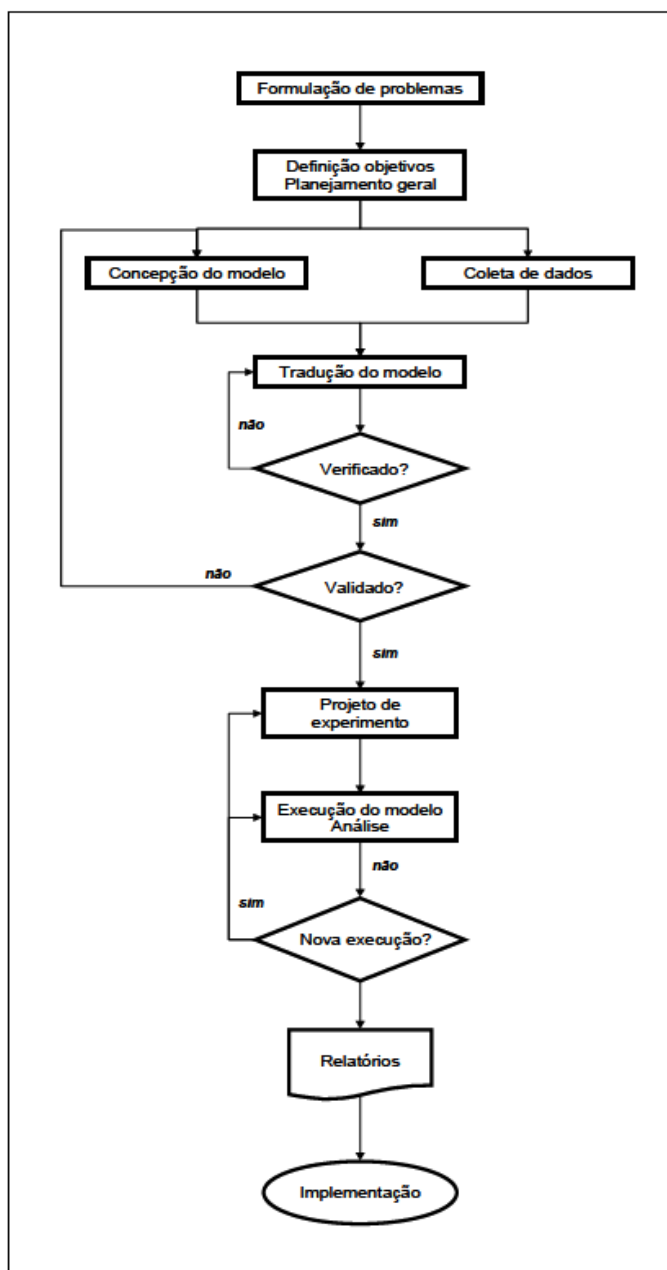 Formulação de problemas
Definição objetivos
Planejamento geral
Concepção do modelo
Coleta de dados
Tradução do modelo
não
Verificado?
sim
não
Validado?
sim
Projeto de
experimento
Execução do modelo
Análise
não
sim
Nova execução?
Relatórios
Implementação